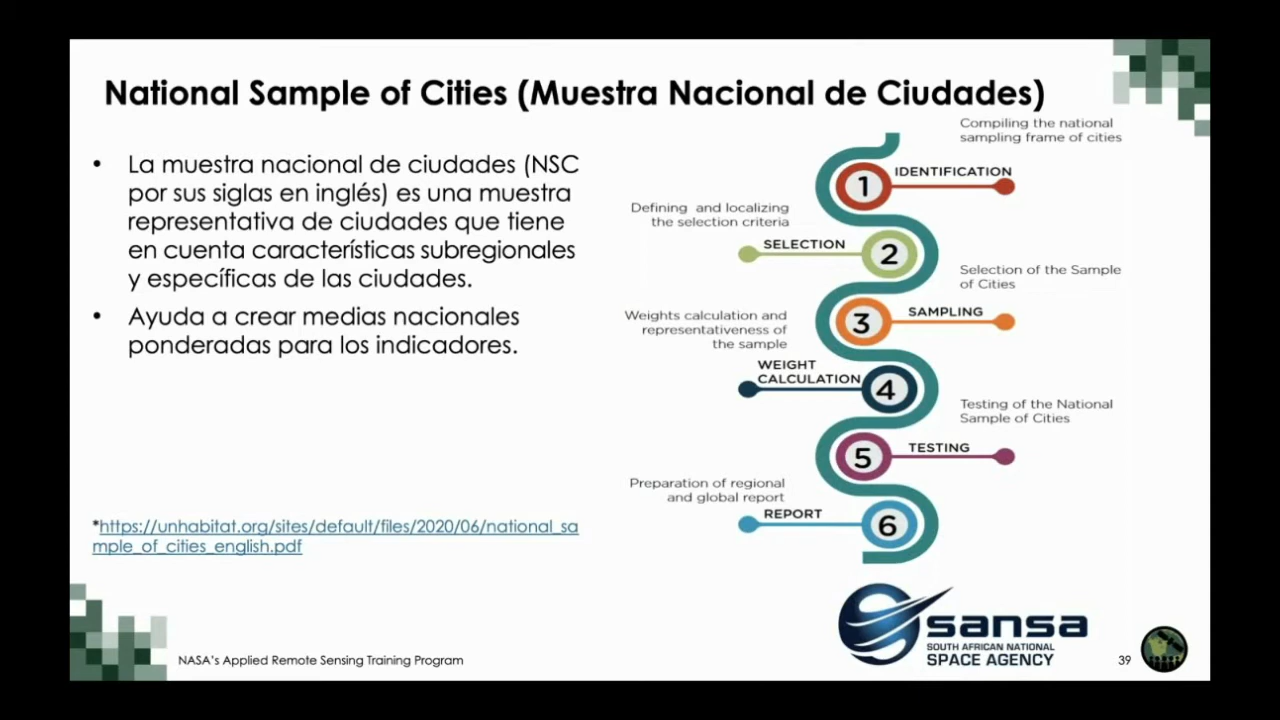 National Sample of Cities (Muestra Nacional de Ciudades)
• La muestra nacional de ciudades (NSC
por sus siglas en inglés) es una muestra
representativa de ciudades que tiene
en cuenta características subregionales
y específicas de las ciudades.
• Ayuda a crear medias nacionales
ponderadas para los indicadores.
*https://unhabitat.org/sites/default/files/2020/06/national_sa
mple_of_cities_english.pdf
Compiling the national
sampling frame of cities
IDENTIFICATION
1
Defining and localizing
the selection criteria
SELECTION
2
Selection of the Sample
of Cities
SAMPLING
3
Weights calculation and
representativeness of
the sample
WEIGHT
CALCULATION
4
Testing of the National
Sample of Cities
TESTING
5
Preparation of regional
and global report
REPORT
6
sansa
SOUTH AFRICAN NATIONAL
SPACE AGENCY
NASA's Applied Remote Sensing Training Program
39